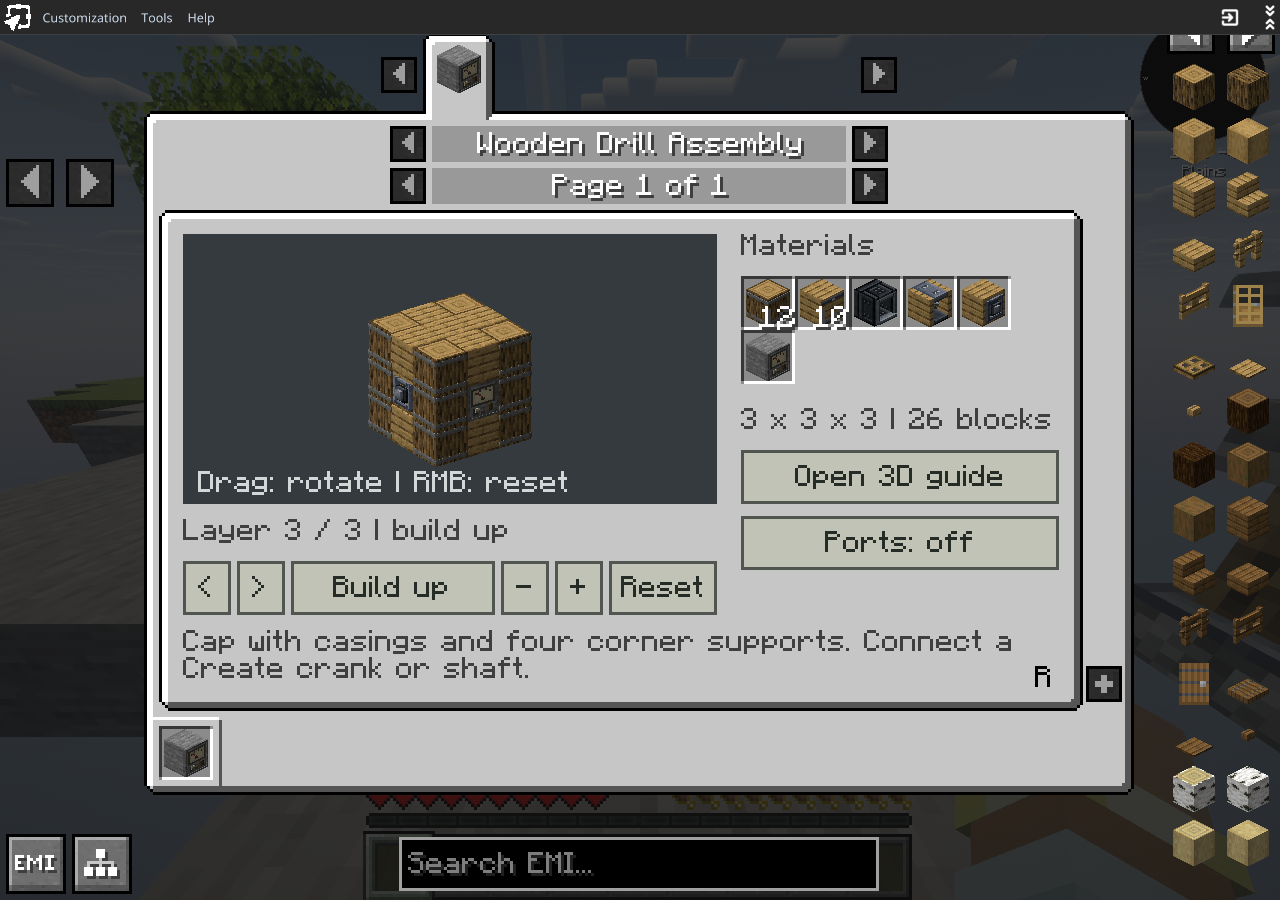 Customization Tools Help
Wooden Drill Assembly
Page 1 of 1
Materials
12 10
3 x 3 x 3 | 26 blocks
Open 3D guide
Ports: off
Drag: rotate | RMB: reset
Layer 3 / 3 | build up
< > Build up - + Reset
Cap with casings and four corner supports. Connect a
Create crank or shaft.
R
+
Plains
EMI
Search EMI...